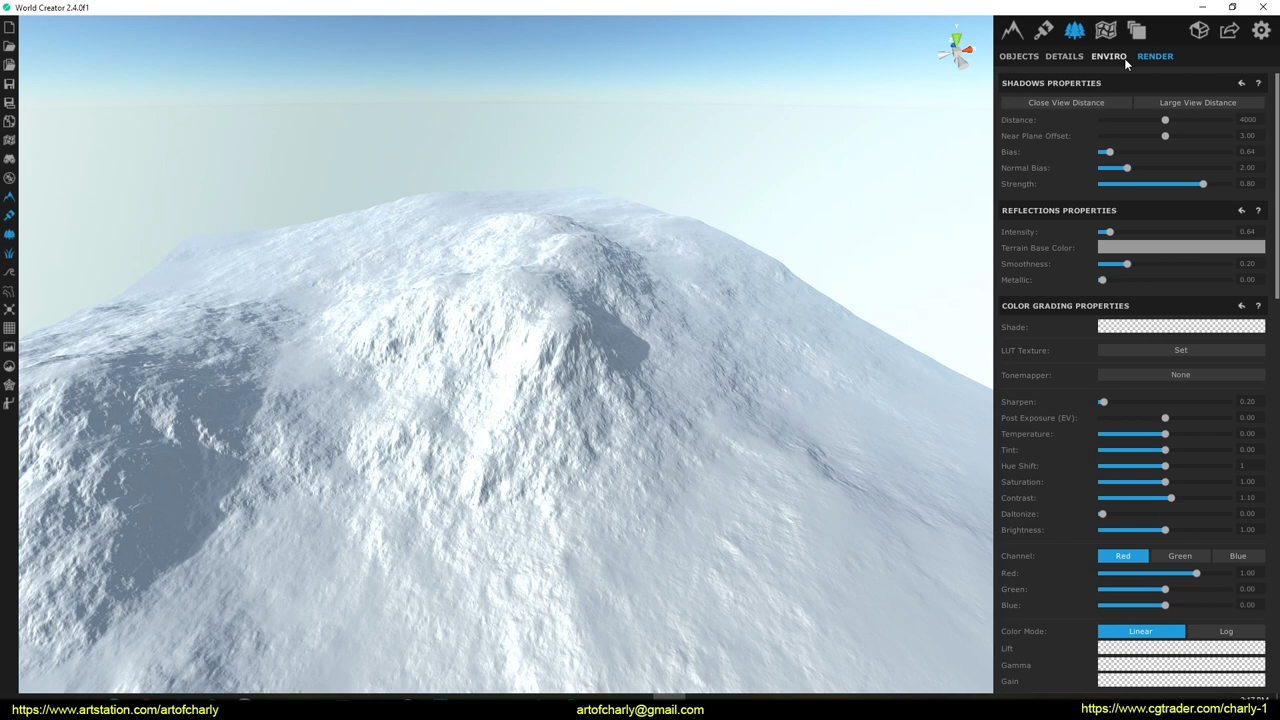 World Creator 2.4.0f1
Y
OBJECTS DETAILS ENVIRO RENDER
SHADOWS PROPERTIES ?
Close View Distance Large View Distance
Distance: 4000
Near Plane Offset: 3.00
Bias: 0.64
Normal Bias: 2.00
Strength: 0.80
REFLECTIONS PROPERTIES ?
Intensity: 0.64
Terrain Base Color:
Smoothness: 0.20
Metallic: 0.00
COLOR GRADING PROPERTIES ?
Shade:
LUT Texture: Set
Tonemapper: None
Sharpen: 0.20
Post Exposure (EV): 0.00
Temperature: 0.00
Tint: 0.00
Hue Shift: 1
Saturation: 1.00
Contrast: 1.10
Daltonize: 0.00
Brightness: 1.00
Channel: Red Green Blue
Red: 1.00
Green: 0.00
Blue: 0.00
Color Mode: Linear Log
Lift
Gamma
Gain
https://www.artstation.com/artofcharly artofcharly@gmail.com https://www.cgtrader.com/charly-1